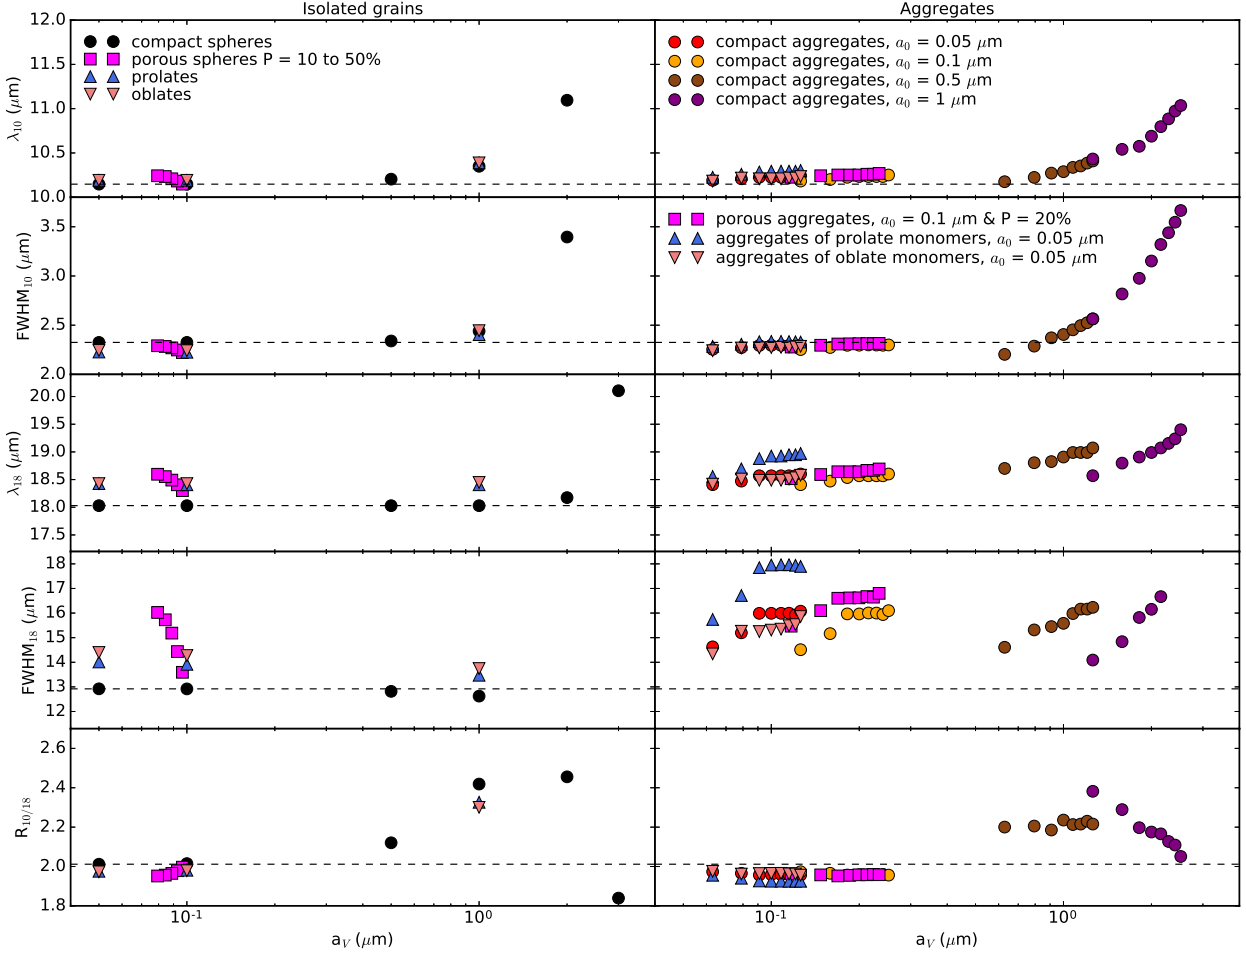 Isolated grains
Aggregates
12.0
11.5
11.0
10.5
10.0
λ10 (μm)
compact spheres
porous spheres P = 10 to 50%
prolates
oblates
compact aggregates, a0 = 0.05 μm
compact aggregates, a0 = 0.1 μm
compact aggregates, a0 = 0.5 μm
compact aggregates, a0 = 1 μm
3.5
3.0
2.5
2.0
FWHM10 (μm)
porous aggregates, a0 = 0.1 μm & P = 20%
aggregates of prolate monomers, a0 = 0.05 μm
aggregates of oblate monomers, a0 = 0.05 μm
20.0
19.5
19.0
18.5
18.0
17.5
λ18 (μm)
18
17
16
15
14
13
12
FWHM18 (μm)
2.6
2.4
2.2
2.0
1.8
R10/18
10-1
100
10-1
100
aV (μm)
aV (μm)